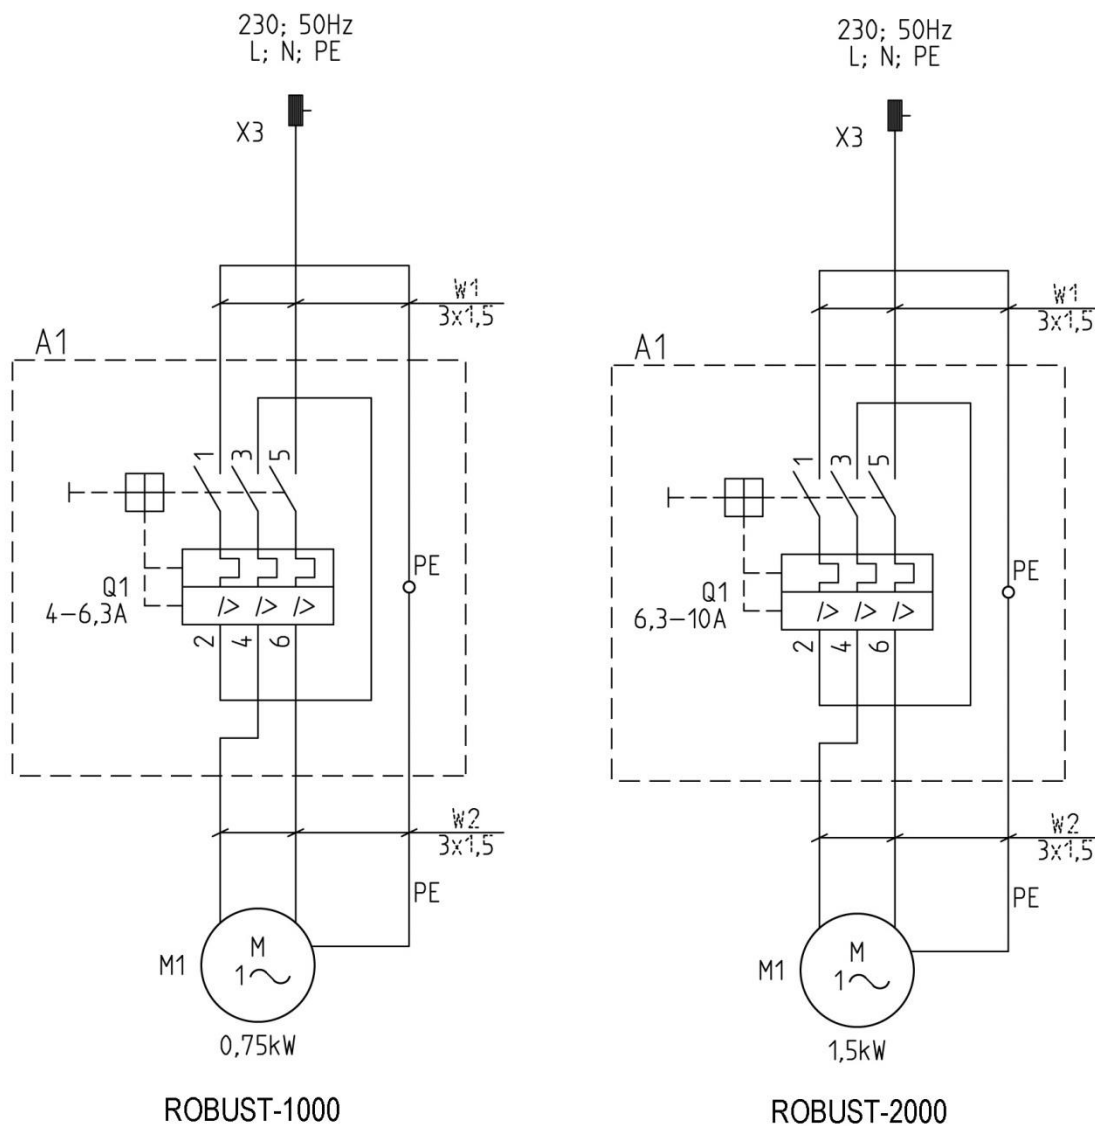 230; 50Hz
L; N; PE
X3
W1
3x1,5
A1
1 3 5
PE
Q1
4-6,3A
I> I> I>
2 4 6
W2
3x1,5
PE
M1
M
1~
0,75kW
ROBUST-1000
230; 50Hz
L; N; PE
X3
W1
3x1,5
A1
1 3 5
PE
Q1
6,3-10A
I> I> I>
2 4 6
W2
3x1,5
PE
M1
M
1~
1,5kW
ROBUST-2000